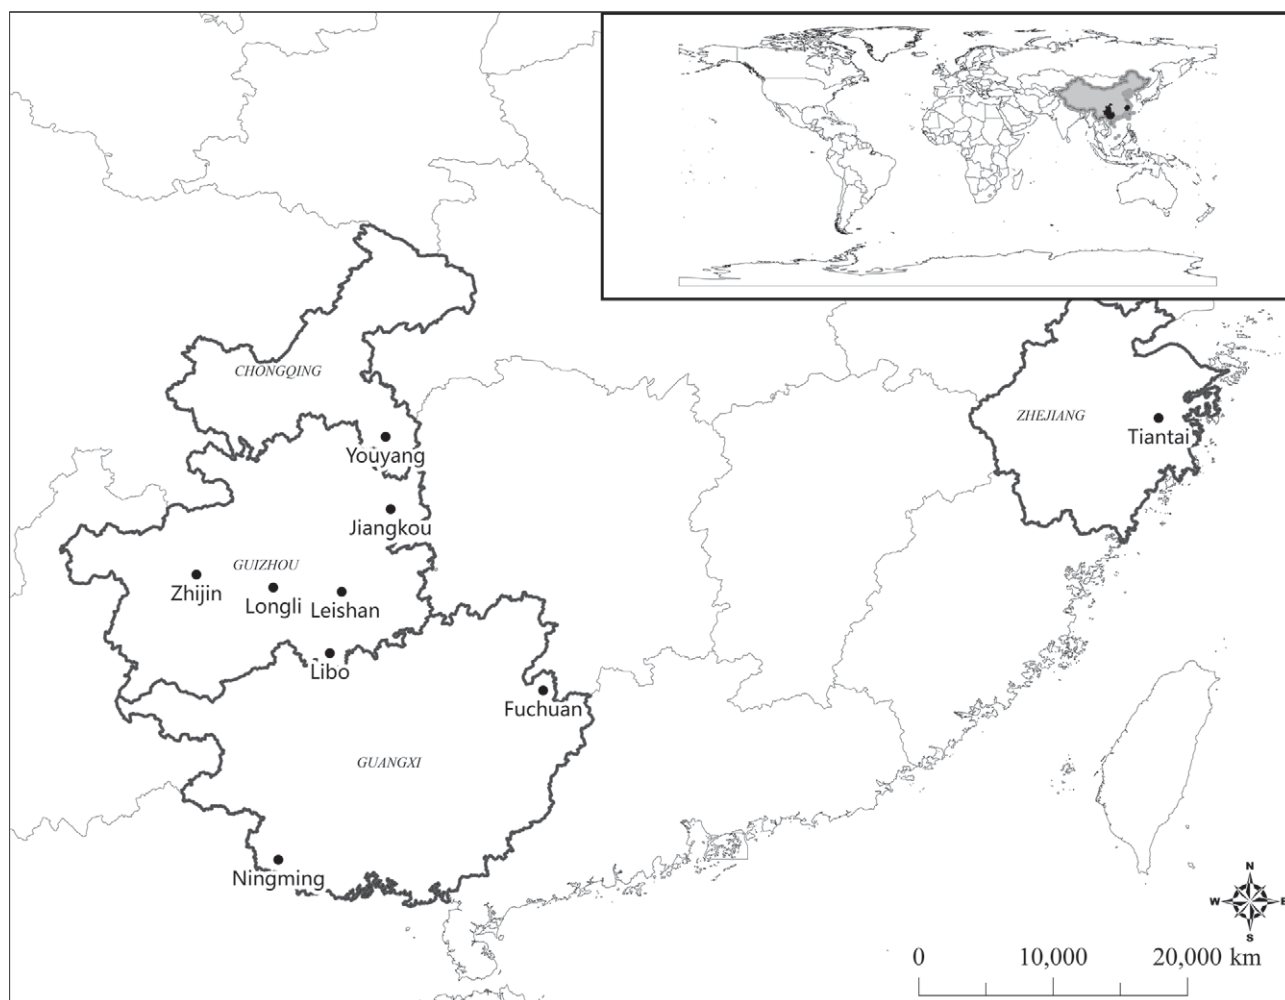 CHONGQING
ZHEJIANG
Tiantai
Youyang
Jiangkou
GUIZHOU
Zhijin
Longli
Leishan
Libo
Fuchuan
GUANGXI
Ningming
N
W E
S
0 10,000 20,000 km